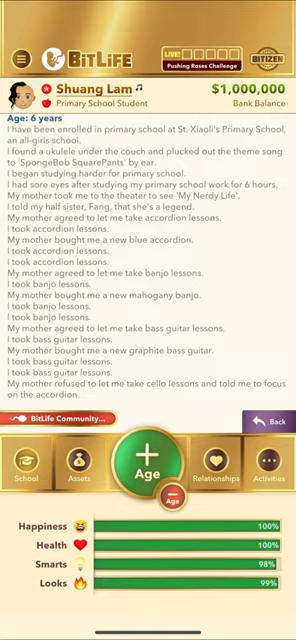 BITLIFE
LIVE!
Pushing Roses Challenge
BITIZEN
Shuang Lam
$1,000,000
Primary School Student
Bank Balance
Age: 6 years
I have been enrolled in primary school at St. Xiaoli's Primary School,
an all-girls school.
I found a ukulele under the couch and plucked out the theme song
to "SpongeBob SquarePants" by ear.
I began studying harder for primary school.
I had sore eyes after studying my primary school work for 6 hours.
My mother took me to the theater to see 'My Nerdy Life'.
I told my half sister, Fang, that she's a legend.
My mother agreed to let me take accordion lessons.
I took accordion lessons.
My mother bought me a new blue accordion.
I took accordion lessons.
I took accordion lessons.
My mother agreed to let me take banjo lessons.
I took banjo lessons.
My mother bought me a new mahogany banjo.
I took banjo lessons.
I took banjo lessons.
My mother agreed to let me take bass guitar lessons.
I took bass guitar lessons.
My mother bought me a new graphite bass guitar.
I took bass guitar lessons.
I took bass guitar lessons.
My mother refused to let me take cello lessons and told me to focus
on the accordion.
BitLife Community...
Back
School
Assets
Age
Relationships
Activities
Age
Happiness
100%
Health
100%
Smarts
98%
Looks
99%